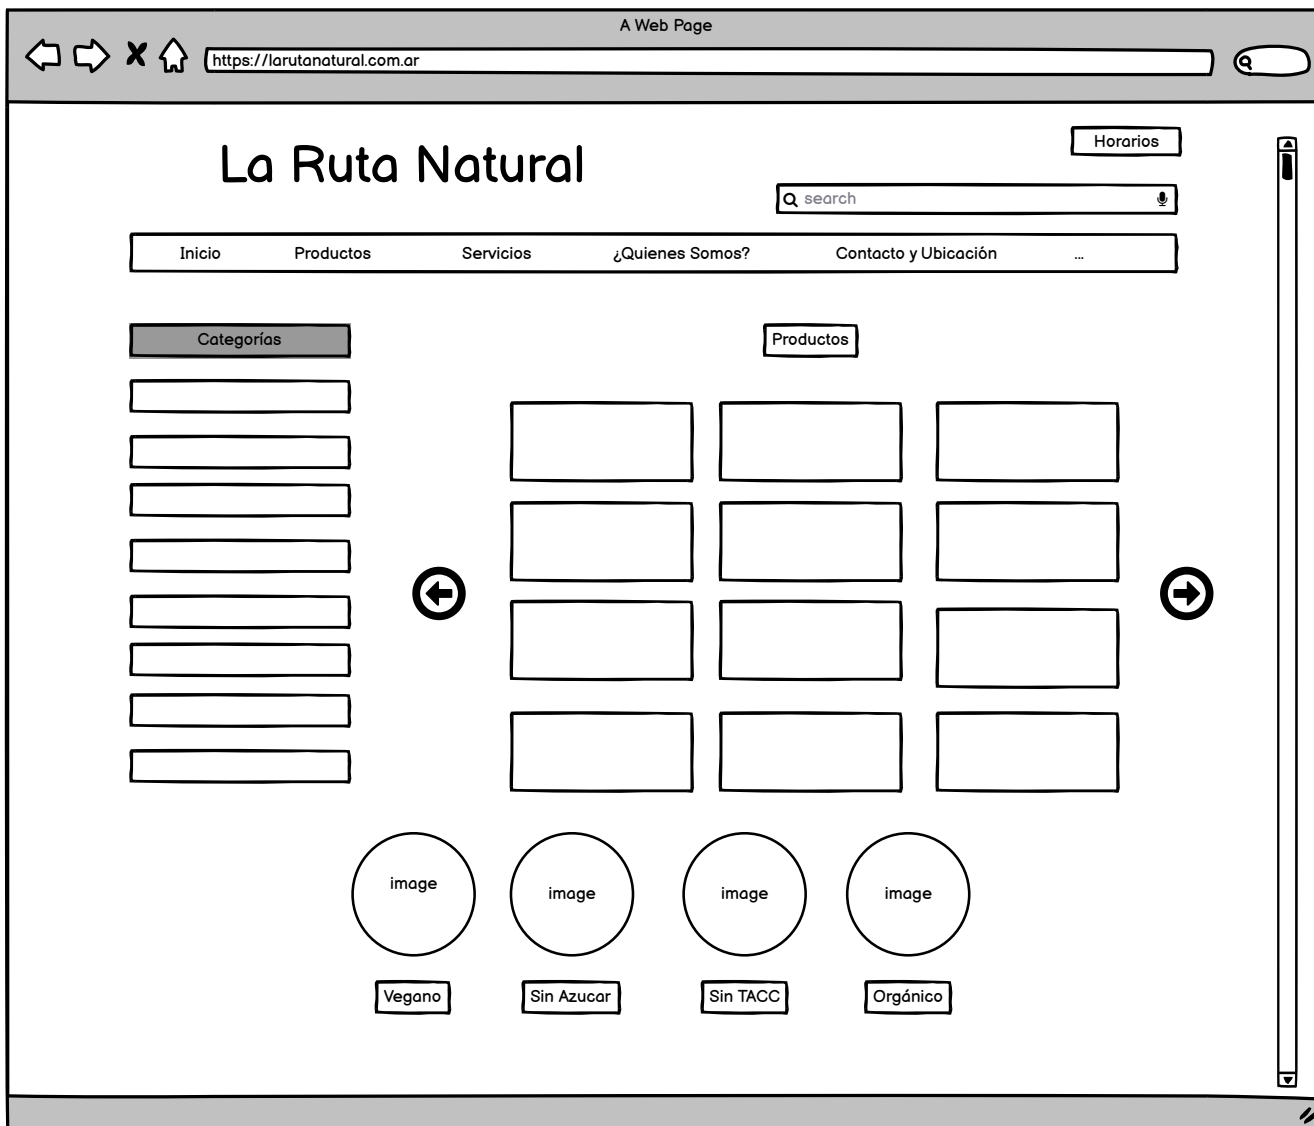 A Web Page
https://larutanatural.com.ar
La Ruta Natural
Horarios
search
Inicio Productos Servicios ¿Quienes Somos? Contacto y Ubicación ...
Categorías
Productos
image image image image
Vegano Sin Azucar Sin TACC Orgánico